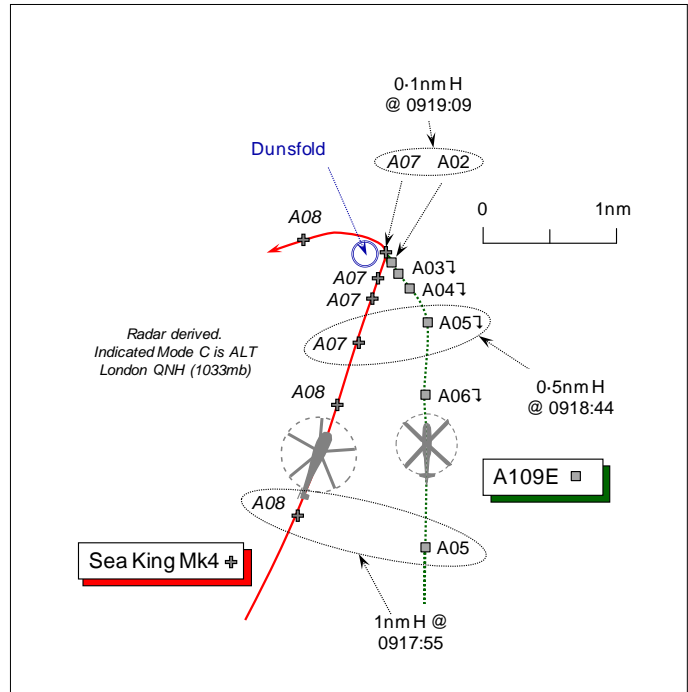 0·1nm H
@ 0919:09
Dunsfold
A07 A02
A08
0 1nm
A03↴
A07
A04↴
A07
A05↴
Radar derived.
Indicated Mode C is ALT
London QNH (1033mb)
A07
0·5nm H
@ 0918:44
A06↴
A08
A109E
A08
A05
Sea King Mk4
1nm H @
0917:55